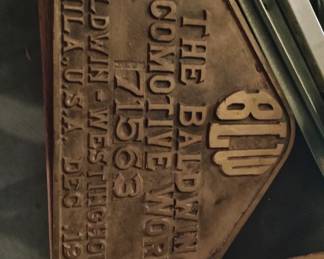 BLW
THE BALDWIN
COMOTIVE WOR
71563
LDWIN-WESTINGHO
ILA, U.S.A. DEC. 19